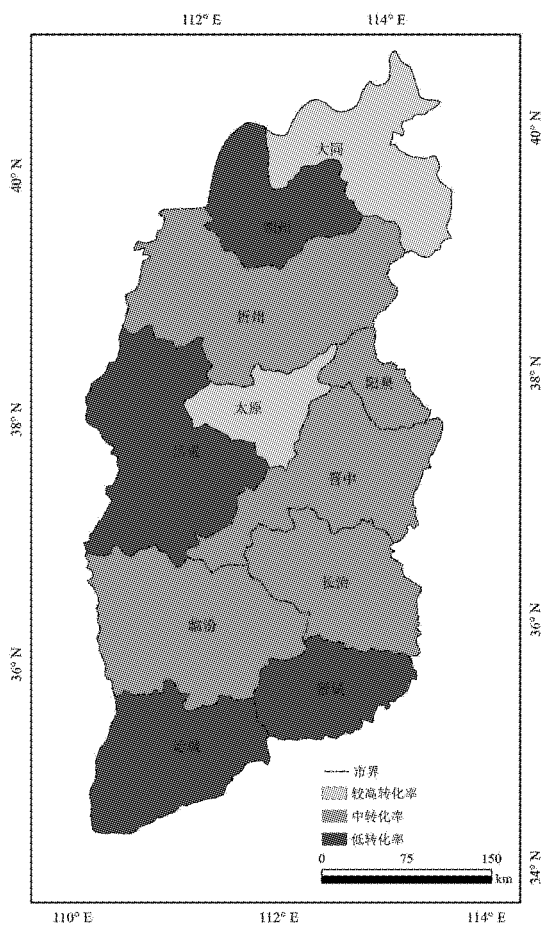 112° E
114° E
40° N
40° N
大同
朔州
忻州
38° N
阳泉
太原
38° N
晋中
长治
36° N
临汾
36° N
晋城
运城
市界
较高转化率
中转化率
低转化率
0 75 150
km
34° N
110° E
112° E
114° E